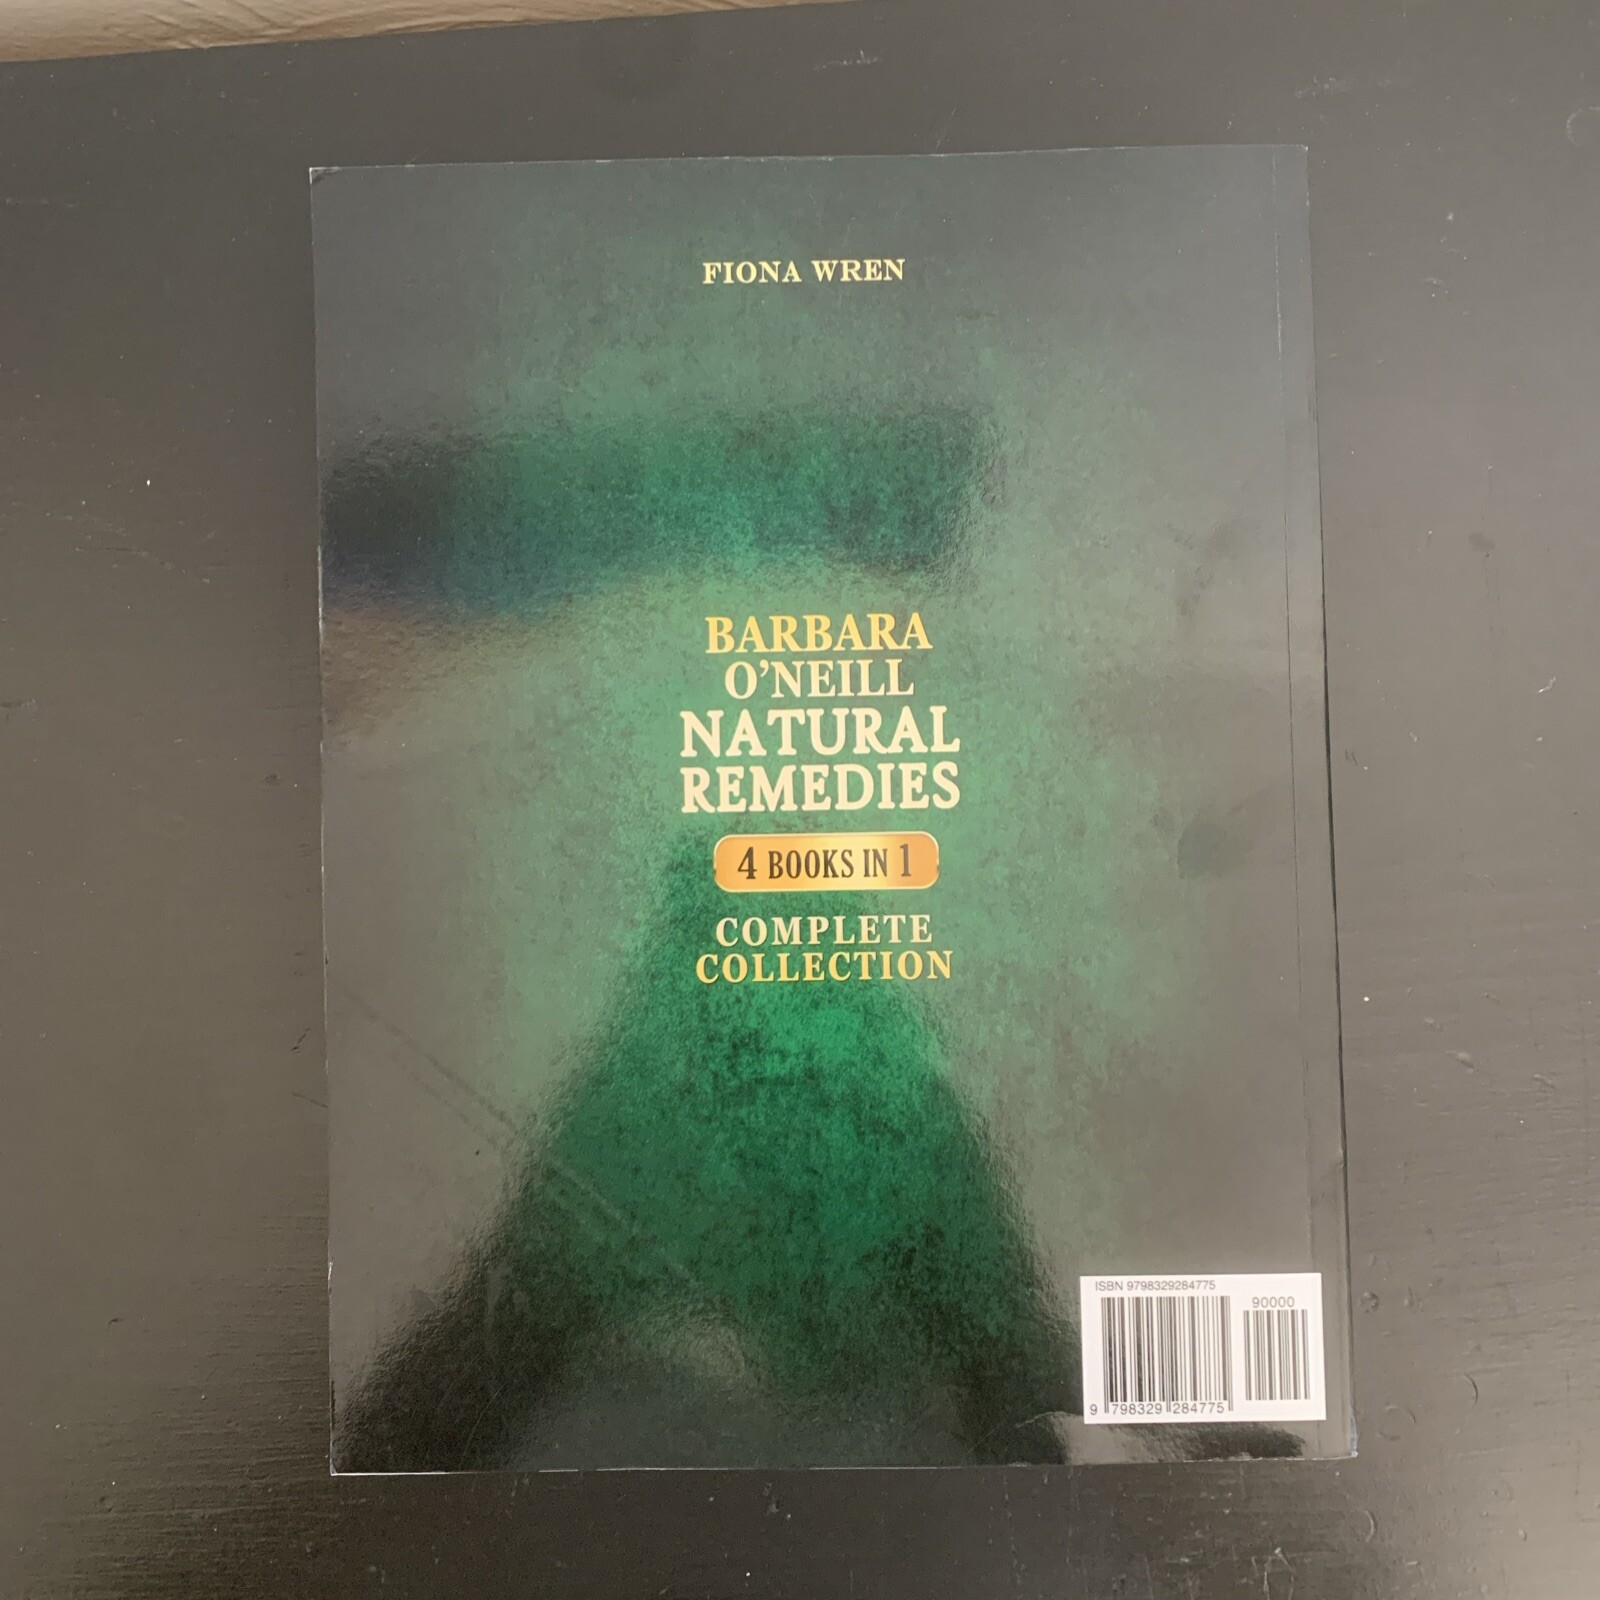 FIONA WREN
BARBARA
O'NEILL
NATURAL
REMEDIES
4 BOOKS IN 1
COMPLETE
COLLECTION
ISBN 9798329284775
90000
9 798329 284775